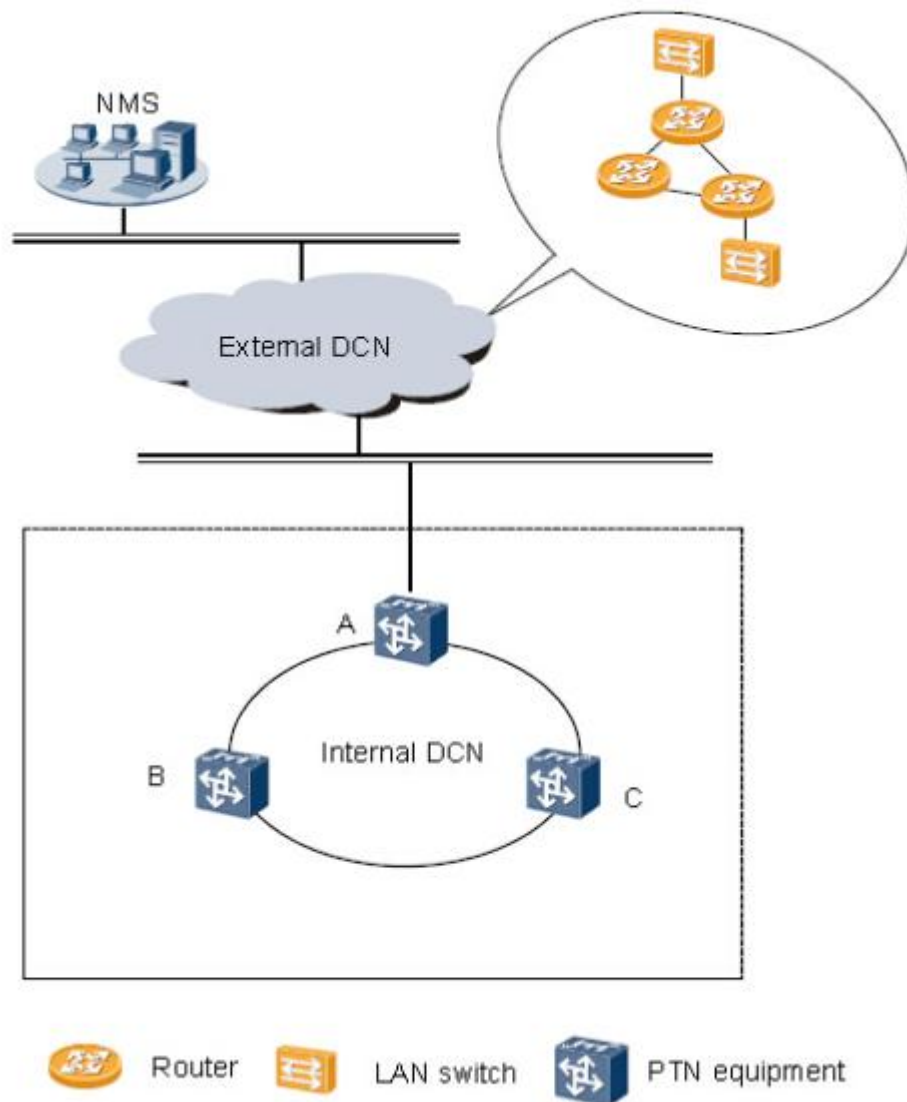 NMS
External DCN
A
Internal DCN
B
C
Router
LAN switch
PTN equipment